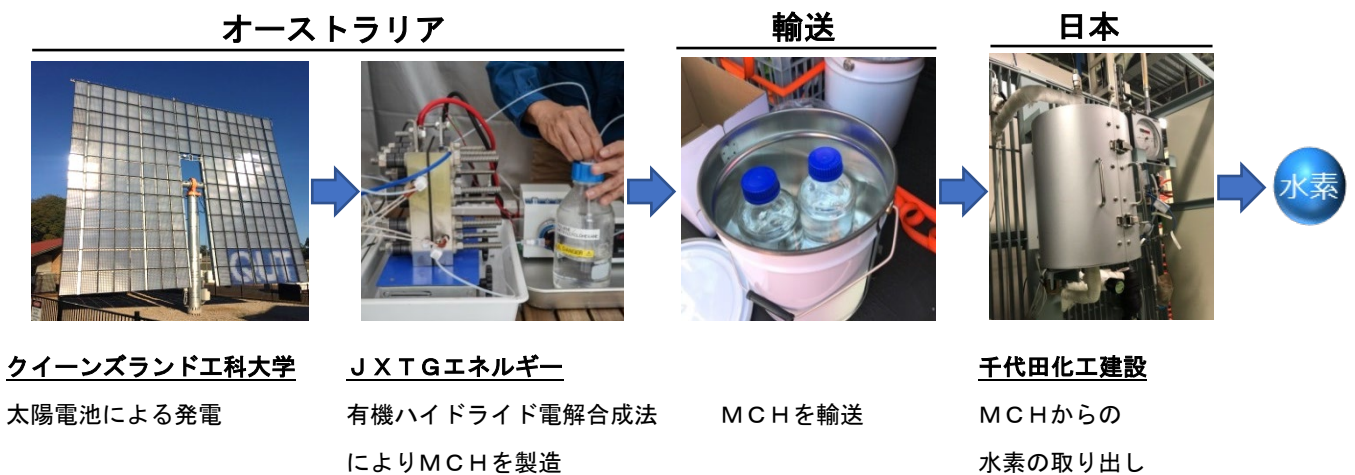 オーストラリア
輸送
日本
水素
クイーンズランド工科大学
太陽電池による発電
JXTGエネルギー
有機ハイドライド電解合成法
によりMCHを製造
MCHを輸送
千代田化工建設
MCHからの
水素の取り出し